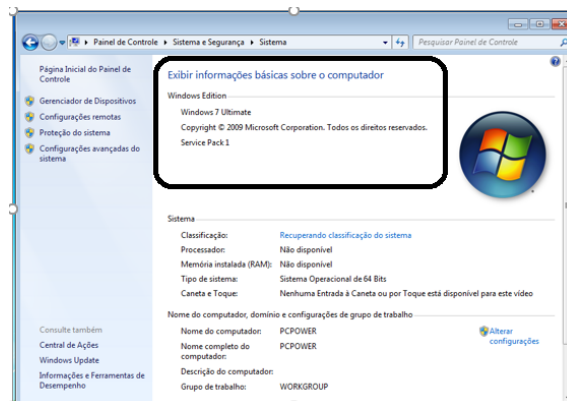 Painel de Controle ▸ Sistema e Segurança ▸ Sistema
Pesquisar Painel de Controle
Página Inicial do Painel de
Controle
Gerenciador de Dispositivos
Configurações remotas
Proteção do sistema
Configurações avançadas do
sistema
Exibir informações básicas sobre o computador
Windows Edition
Windows 7 Ultimate
Copyright © 2009 Microsoft Corporation. Todos os direitos reservados.
Service Pack 1
Sistema
Classificação: Recuperando classificação do sistema
Processador: Não disponível
Memória instalada (RAM): Não disponível
Tipo de sistema: Sistema Operacional de 64 Bits
Caneta e Toque: Nenhuma Entrada à Caneta ou por Toque está disponível para este vídeo
Nome do computador, domínio e configurações de grupo de trabalho
Nome do computador: PCPOWER
Alterar
configurações
Nome completo do
computador: PCPOWER
Descrição do computador:
Grupo de trabalho: WORKGROUP
Consulte também
Central de Ações
Windows Update
Informações e Ferramentas de
Desempenho